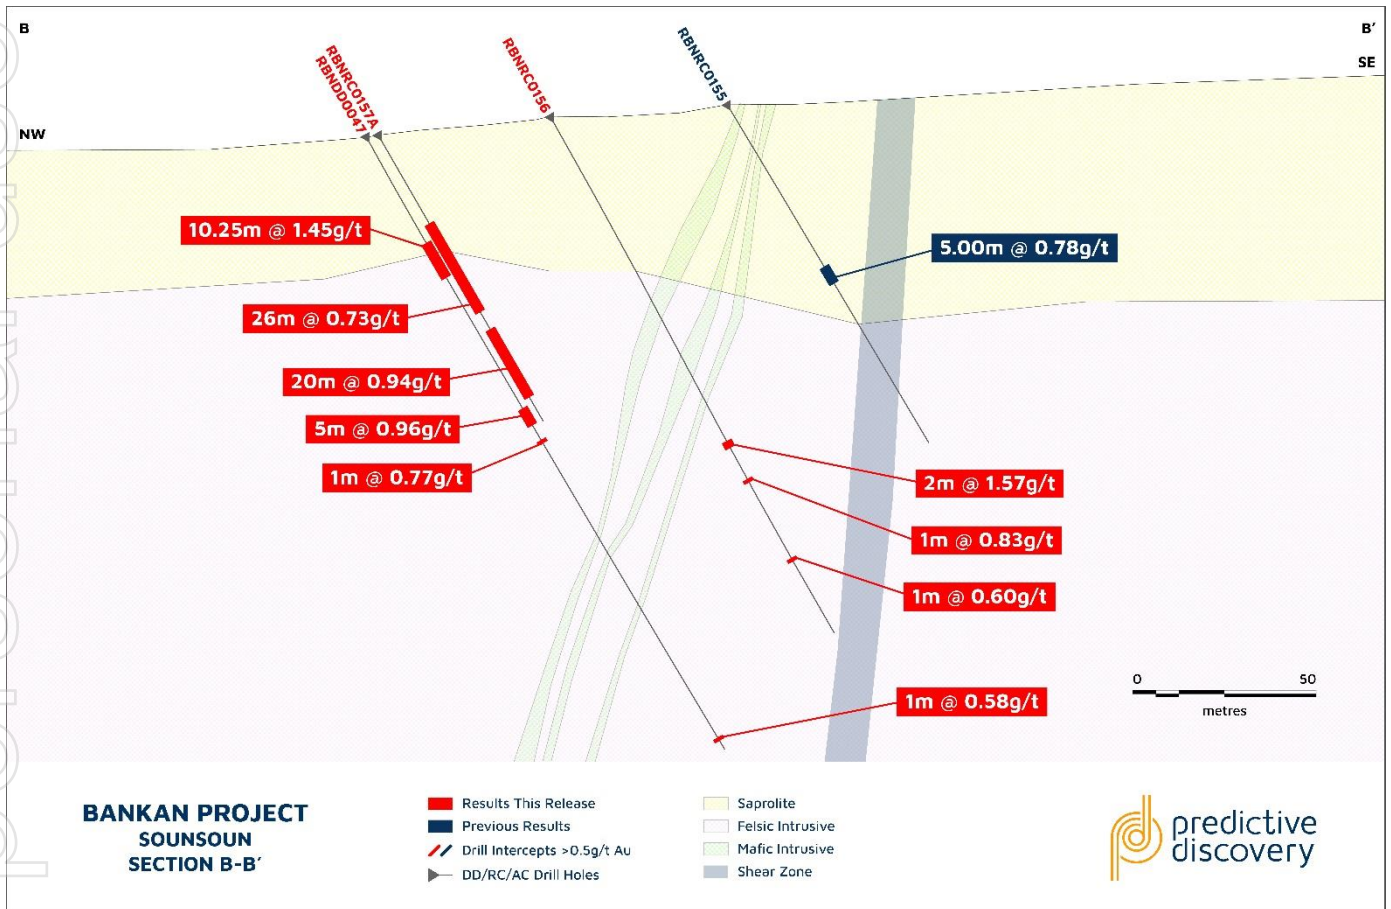 B
B'
SE
NW
RBNRC0157A
RBNDD0047
RBNRC0156
RBNRC0155
10.25m @ 1.45g/t
5.00m @ 0.78g/t
26m @ 0.73g/t
20m @ 0.94g/t
5m @ 0.96g/t
1m @ 0.77g/t
2m @ 1.57g/t
1m @ 0.83g/t
1m @ 0.60g/t
1m @ 0.58g/t
0 50
metres
BANKAN PROJECT
SOUNSOUN
SECTION B-B'
Results This Release
Previous Results
Drill Intercepts >0.5g/t Au
DD/RC/AC Drill Holes
Saprolite
Felsic Intrusive
Mafic Intrusive
Shear Zone
predictive
discovery